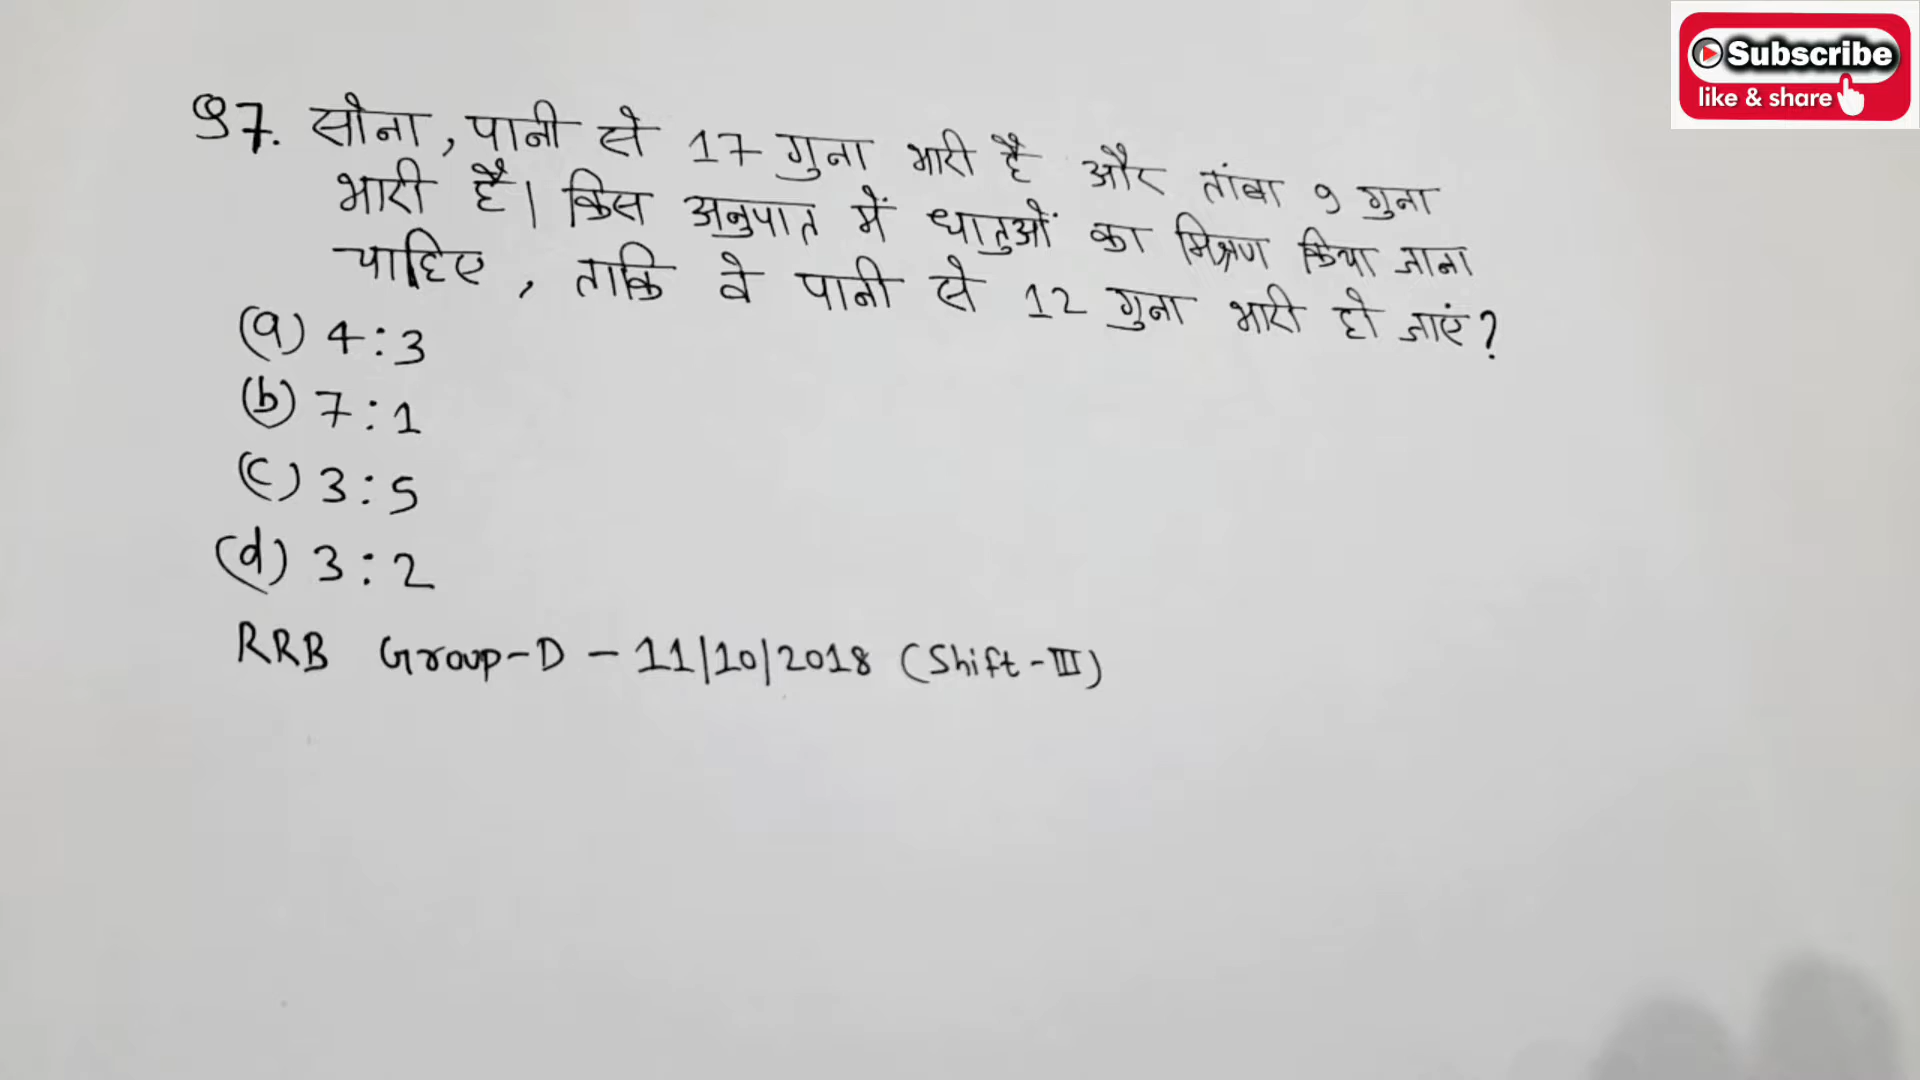 Subscribe
like & share
97. सोना, पानी से 17 गुना भारी है और तांबा 9 गुना
भारी है। किस अनुपात में धातुओं का मिश्रण किया जाना
चाहिए, ताकि वे पानी से 12 गुना भारी हो जाएं?
(a) 4:3
(b) 7:1
(c) 3:5
(d) 3:2
RRB Group-D - 11/10/2018 (Shift-III)